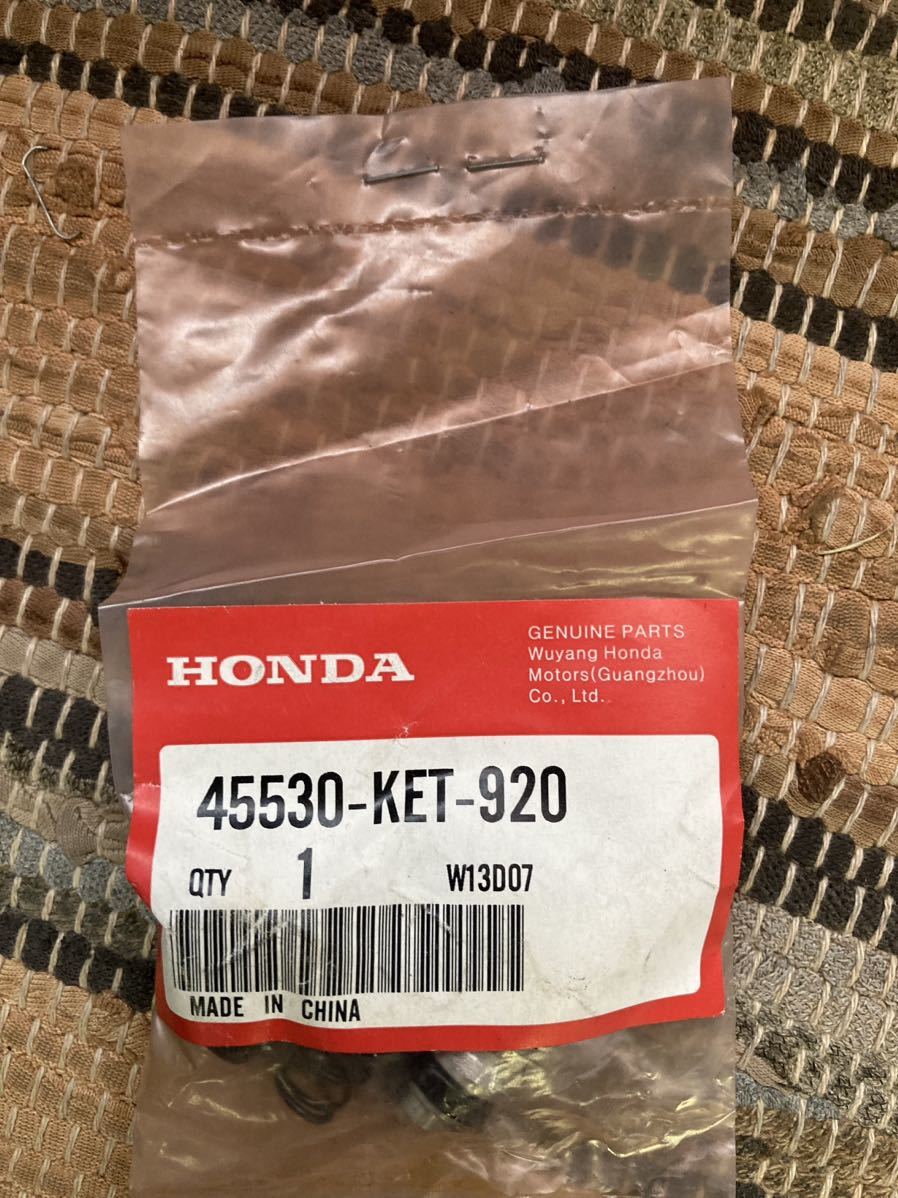 HONDA
GENUINE PARTS
Wuyang Honda
Motors(Guangzhou)
Co., Ltd.
45530-KET-920
QTY 1 W13D07
MADE IN CHINA